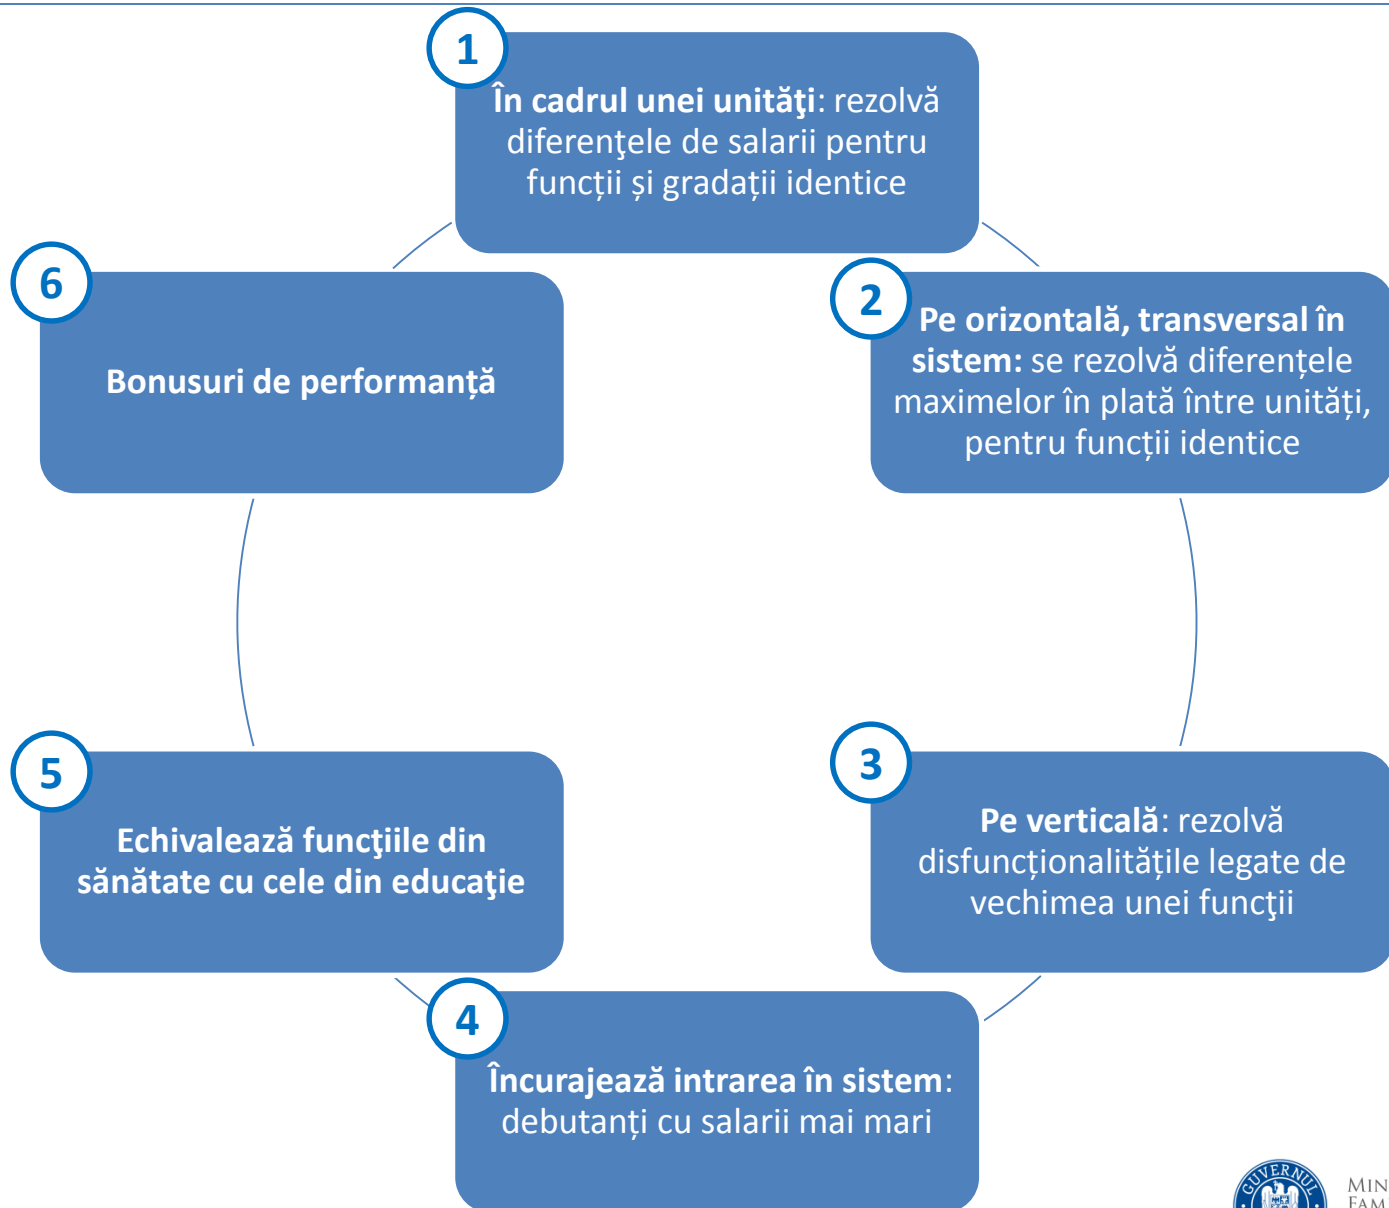 1
În cadrul unei unităţi: rezolvă
diferenţele de salarii pentru
funcții și gradații identice
2
Pe orizontală, transversal în
sistem: se rezolvă diferențele
maximelor în plată între unități,
pentru funcții identice
3
Pe verticală: rezolvă
disfuncționalitățile legate de
vechimea unei funcţii
4
Încurajează intrarea în sistem:
debutanți cu salarii mai mari
5
Echivalează funcţiile din
sănătate cu cele din educaţie
6
Bonusuri de performanță
GUVERNUL